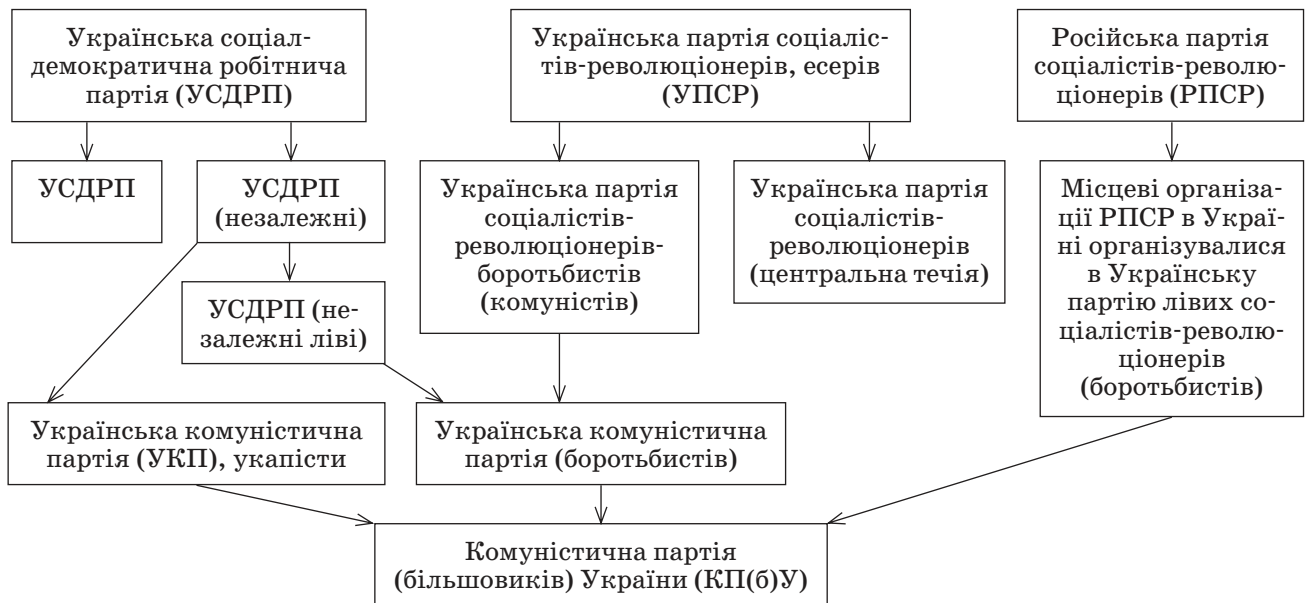 Українська соціал-
демократична робітнича
партія (УСДРП)
Українська партія соціаліс-
тів-революціонерів, есерів
(УПСР)
Російська партія
соціалістів-револю-
ціонерів (РПСР)
УСДРП
УСДРП
(незалежні)
Українська партія
соціалістів-
революціонерів-
боротьбистів
(комуністів)
Українська партія
соціалістів-
революціонерів
(центральна течія)
Місцеві організа-
ції РПСР в Украї-
ні організувалися
в Українську
партію лівих со-
ціалістів-револю-
ціонерів
(боротьбистів)
УСДРП (не-
залежні ліві)
Українська комуністична
партія (УКП), укапісти
Українська комуністична
партія (боротьбистів)
Комуністична партія
(більшовиків) України (КП(б)У)